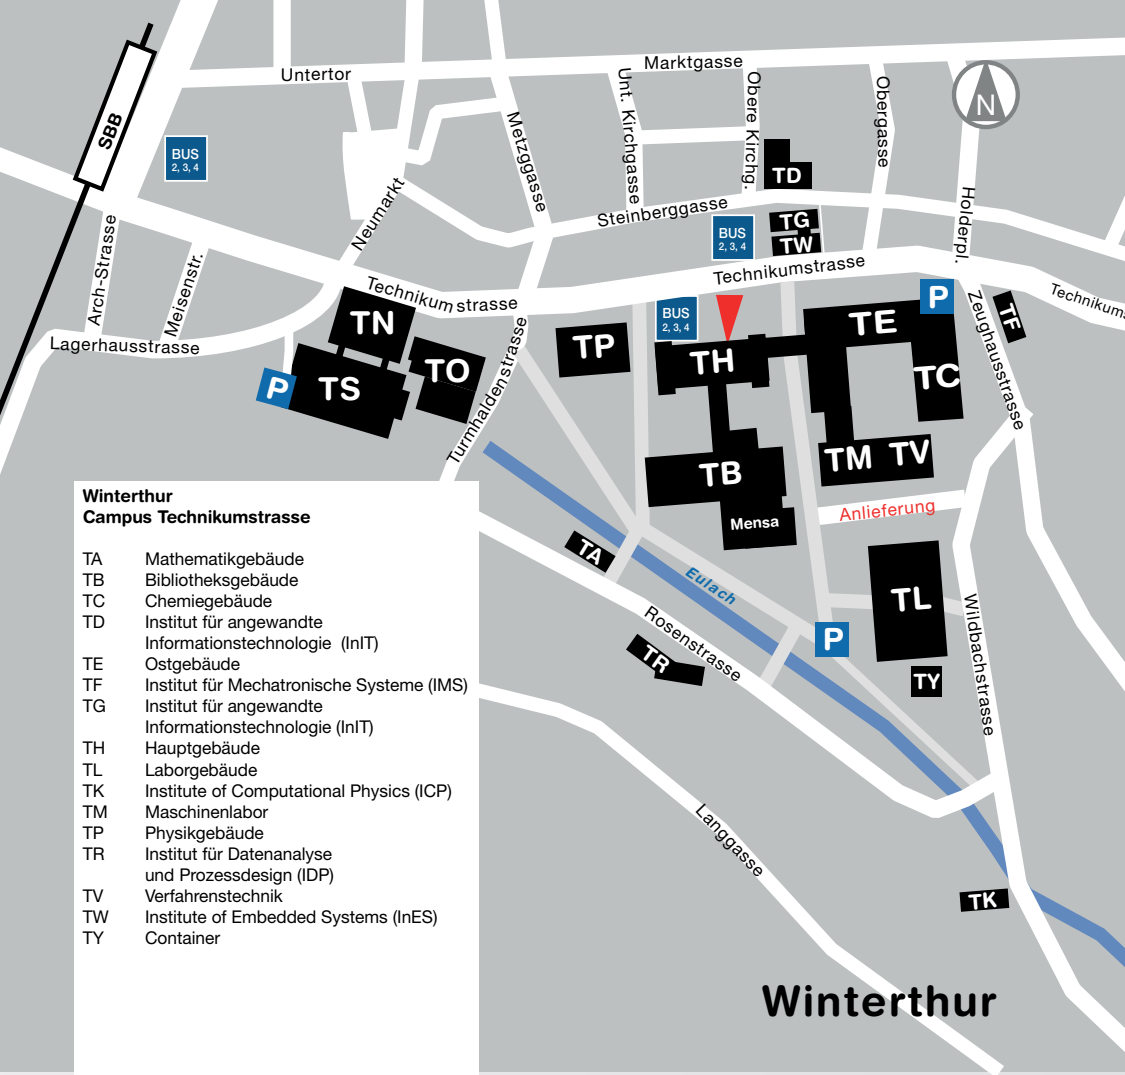 Untertor
Marktgasse
SBB
BUS
2, 3, 4
Unt. Kirchgasse
Obere Kirchg.
Obergasse
N
Metzggasse
TD
Neumarkt
Steinberggasse
Holderpl.
TG
TW
BUS
2, 3, 4
Arch-Strasse
Meisenstr.
Technikumstrasse
Technikumstrasse
Technikums
Lagerhausstrasse
TN
BUS
2, 3, 4
P
TE
TF
Zeughausstrasse
TP
TH
TC
P
TS
TO
Turmhaldenstrasse
TB
TM
TV
Mensa
Anlieferung
TA
Eulach
TL
Rosenstrasse
P
TR
TY
Wildbachstrasse
Langgasse
TK
Winterthur
Winterthur
Campus Technikumstrasse
TA Mathematikgebäude
TB Bibliotheksgebäude
TC Chemiegebäude
TD Institut für angewandte
Informationstechnologie (InIT)
TE Ostgebäude
TF Institut für Mechatronische Systeme (IMS)
TG Institut für angewandte
Informationstechnologie (InIT)
TH Hauptgebäude
TL Laborgebäude
TK Institute of Computational Physics (ICP)
TM Maschinenlabor
TP Physikgebäude
TR Institut für Datenanalyse
und Prozessdesign (IDP)
TV Verfahrenstechnik
TW Institute of Embedded Systems (InES)
TY Container